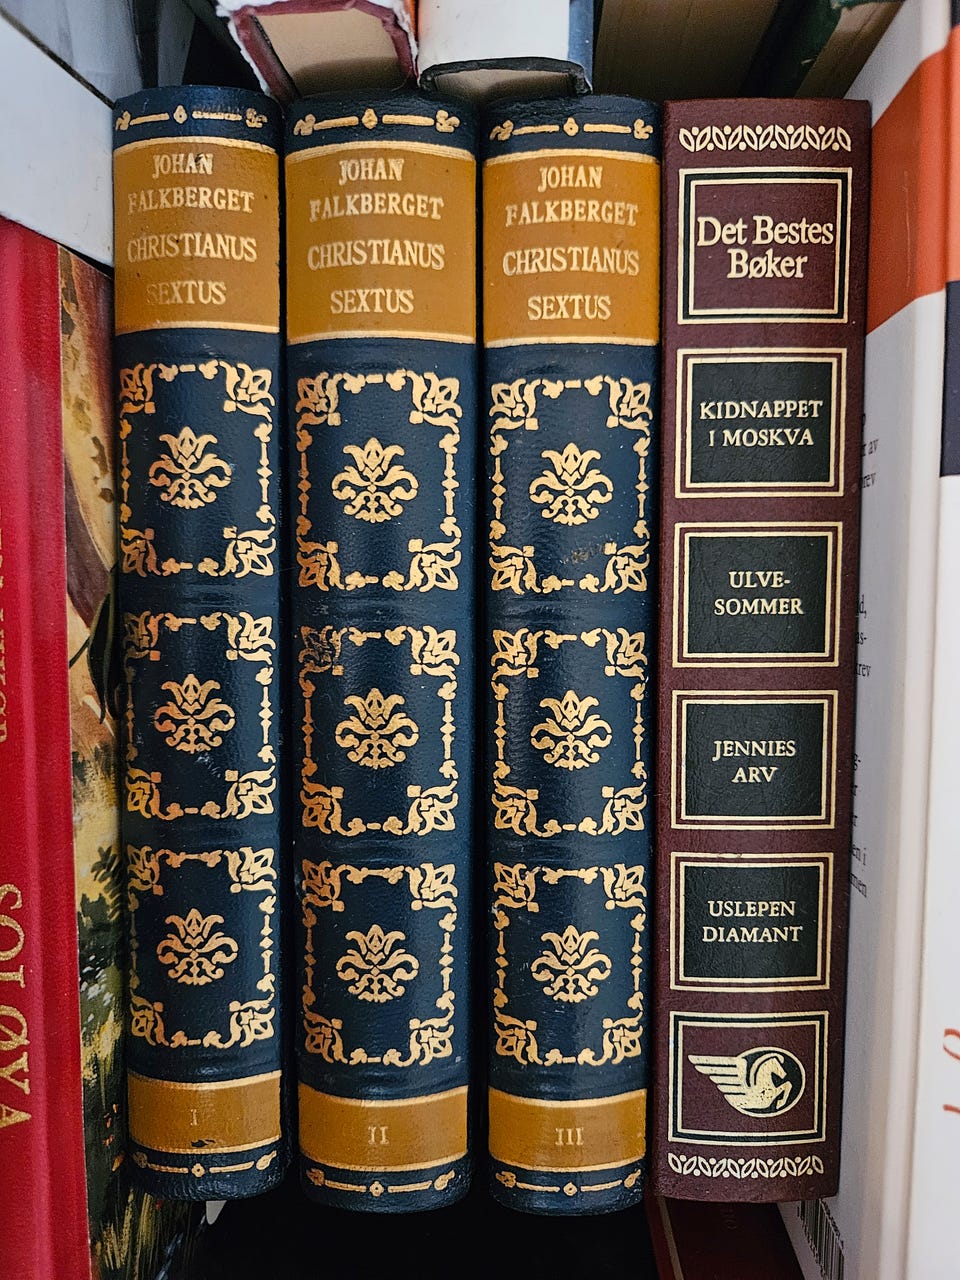 JOHAN
FALKBERGET
CHRISTIANUS
SEXTUS
I
JOHAN
FALKBERGET
CHRISTIANUS
SEXTUS
II
JOHAN
FALKBERGET
CHRISTIANUS
SEXTUS
III
Det Bestes
Bøker
KIDNAPPET
I MOSKVA
ULVE-
SOMMER
JENNIES
ARV
USLEPEN
DIAMANT
SOLØYA